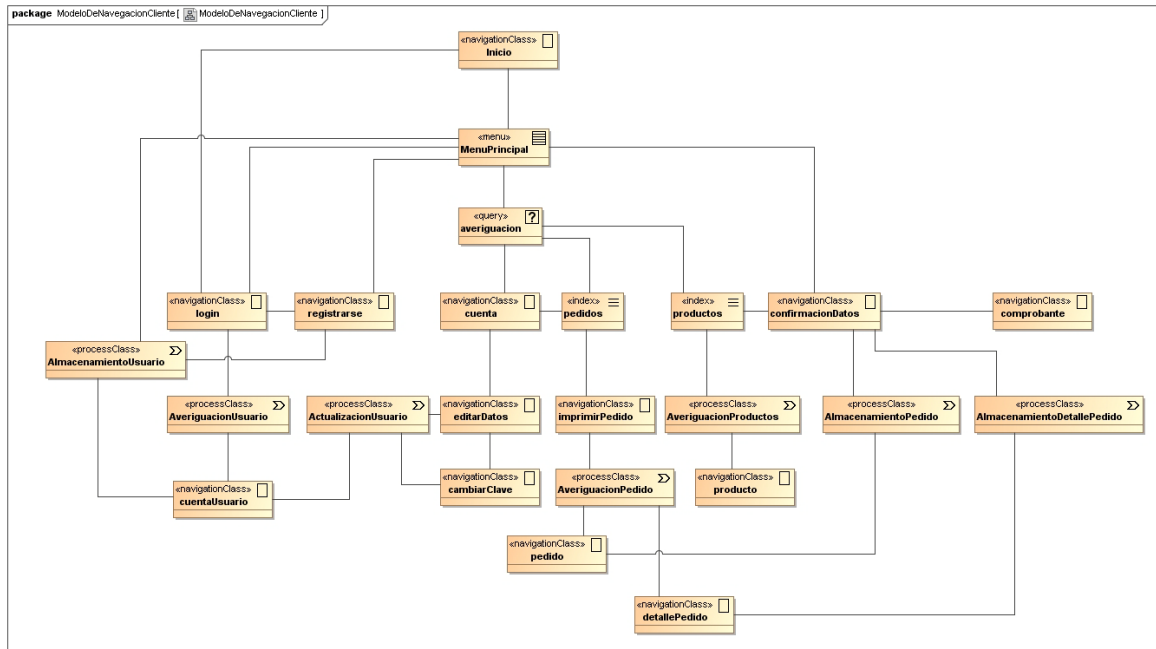 package ModeloDeNavegacionCliente [ ModeloDeNavegacionCliente ]
«navigationClass»
Inicio
«menu»
MenuPrincipal
«query»
?
averiguacion
«navigationClass»
login
«navigationClass»
registrarse
«navigationClass»
cuenta
«index»
pedidos
«index»
productos
«navigationClass»
confirmacionDatos
«navigationClass»
comprobante
«processClass»
AlmacenamientoUsuario
«processClass»
AveriguacionUsuario
«processClass»
ActualizacionUsuario
«navigationClass»
editarDatos
«navigationClass»
imprimirPedido
«processClass»
AveriguacionProductos
«processClass»
AlmacenamientoPedido
«processClass»
AlmacenamientoDetallePedido
«navigationClass»
cuentaUsuario
«navigationClass»
cambiarClave
«processClass»
AveriguacionPedido
«navigationClass»
producto
«navigationClass»
pedido
«navigationClass»
detallePedido